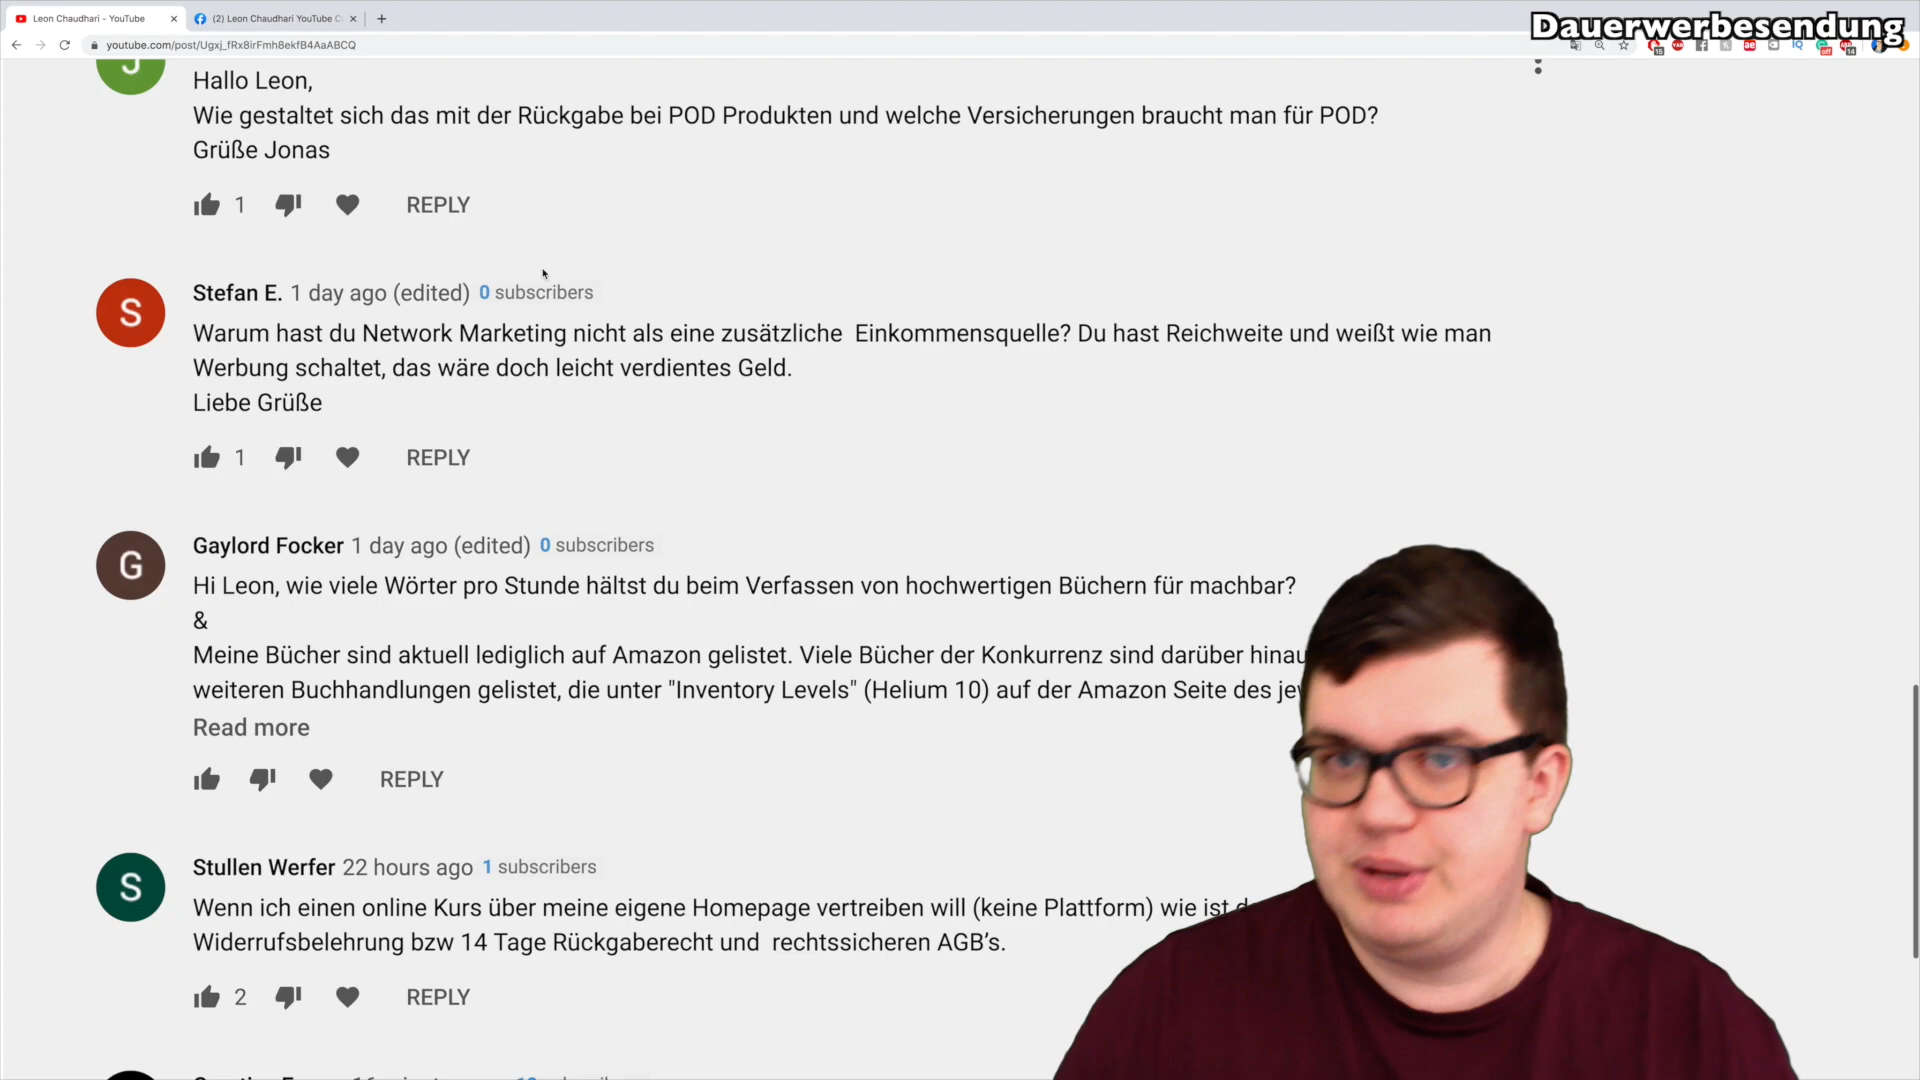 Leon Chaudhari - YouTube
(2) Leon Chaudhari YouTube C
Dauerwerbesendung
youtube.com/post/Ugxj_fRx8irFmh8ekfB4AaABCQ
J
Hallo Leon,
Wie gestaltet sich das mit der Rückgabe bei POD Produkten und welche Versicherungen braucht man für POD?
Grüße Jonas
1 REPLY
S
Stefan E. 1 day ago (edited) 0 subscribers
Warum hast du Network Marketing nicht als eine zusätzliche Einkommensquelle? Du hast Reichweite und weißt wie man
Werbung schaltet, das wäre doch leicht verdientes Geld.
Liebe Grüße
1 REPLY
G
Gaylord Focker 1 day ago (edited) 0 subscribers
Hi Leon, wie viele Wörter pro Stunde hältst du beim Verfassen von hochwertigen Büchern für machbar?
&
Meine Bücher sind aktuell lediglich auf Amazon gelistet. Viele Bücher der Konkurrenz sind darüber hinau
weiteren Buchhandlungen gelistet, die unter "Inventory Levels" (Helium 10) auf der Amazon Seite des je
Read more
REPLY
S
Stullen Werfer 22 hours ago 1 subscribers
Wenn ich einen online Kurs über meine eigene Homepage vertreiben will (keine Plattform) wie ist
Widerrufsbelehrung bzw 14 Tage Rückgaberecht und rechtssicheren AGB's.
2 REPLY